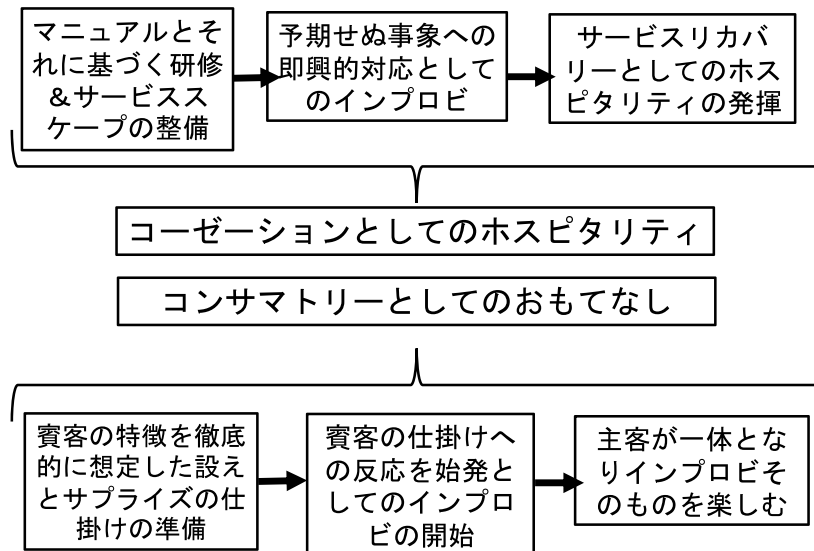 マニュアルとそ
れに基づく研修
&サービスス
ケープの整備
予期せぬ事象への
即興的対応として
のインプロビ
サービスリカバ
リーとしてのホス
ピタリティの発揮
コーゼーションとしてのホスピタリティ
コンサマトリーとしてのおもてなし
賓客の特徴を徹底
的に想定した設え
とサプライズの仕
掛けの準備
賓客の仕掛けへ
の反応を始発と
してのインプロ
ビの開始
主客が一体とな
りインプロビそ
のものを楽しむ